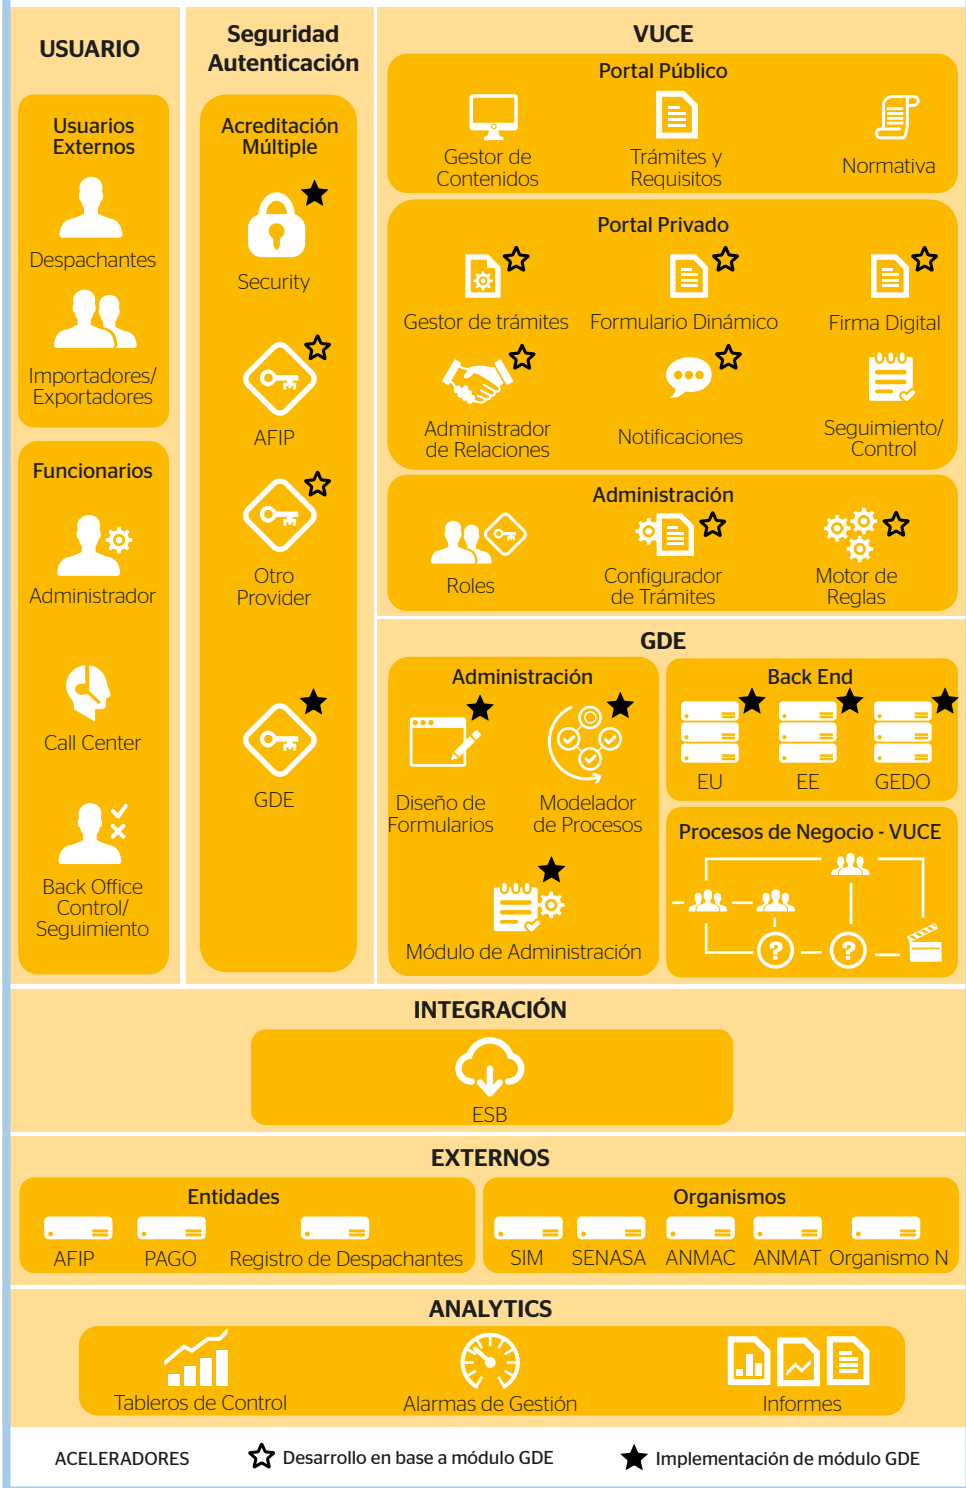 USUARIO
Usuarios
Externos
Despachantes
Importadores/
Exportadores
Funcionarios
Administrador
Call Center
Back Office
Control/
Seguimiento
Seguridad
Autenticación
Acreditación
Múltiple
Security
AFIP
Otro
Provider
GDE
VUCE
Portal Público
Gestor de
Contenidos
Trámites y
Requisitos
Normativa
Portal Privado
Gestor de trámites
Formulario Dinámico
Firma Digital
Administrador
de Relaciones
Notificaciones
Seguimiento/
Control
Administración
Roles
Configurador
de Trámites
Motor de
Reglas
GDE
Administración
Diseño de
Formularios
Modelador
de Procesos
Módulo de Administración
Back End
EU
EE
GEDO
Procesos de Negocio - VUCE
?
?
INTEGRACIÓN
ESB
EXTERNOS
Entidades
AFIP
PAGO
Registro de Despachantes
Organismos
SIM
SENASA
ANMAC
ANMAT
Organismo N
ANALYTICS
Tableros de Control
Alarmas de Gestión
Informes
ACELERADORES
Desarrollo en base a módulo GDE
Implementación de módulo GDE